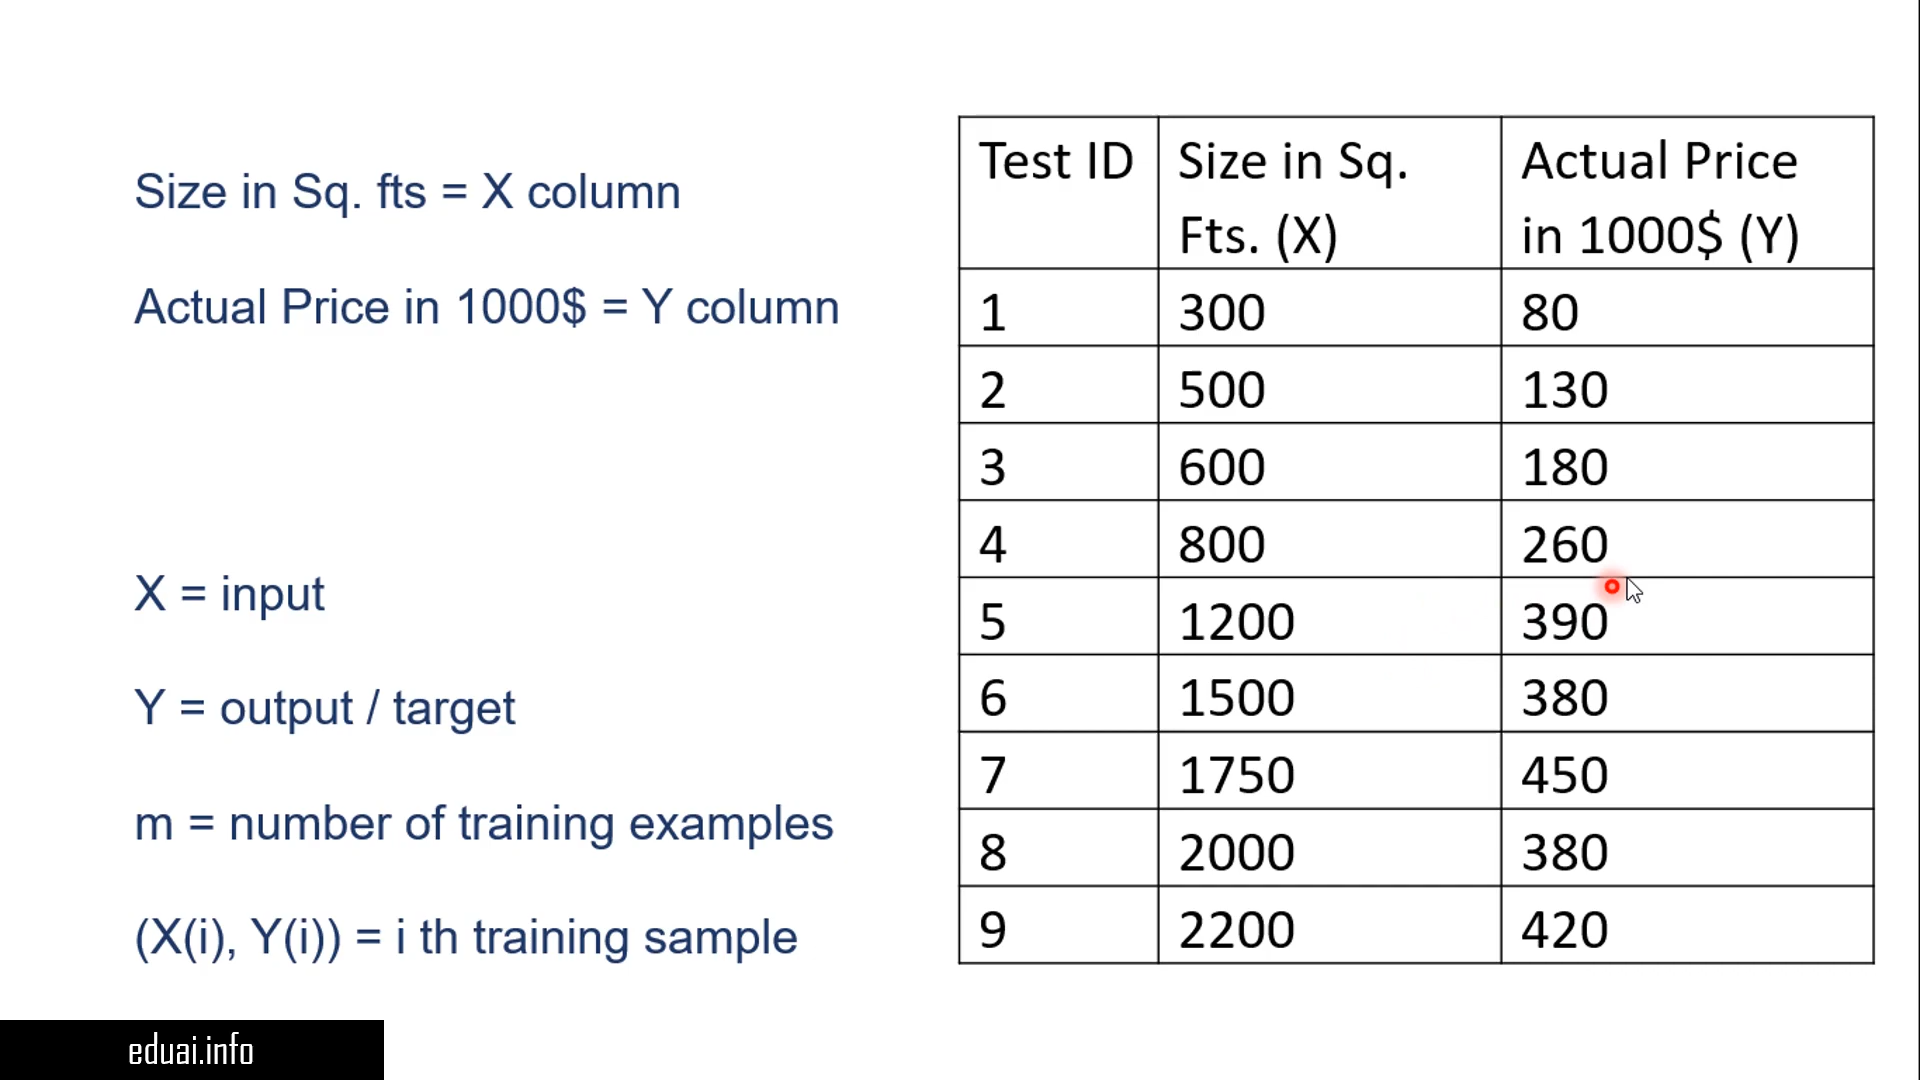 Size in Sq. fts = X column
Actual Price in 1000$ = Y column
X = input
Y = output / target
m = number of training examples
(X(i), Y(i)) = i th training sample
Test ID
Size in Sq.
Fts. (X)
Actual Price
in 1000$ (Y)
1 300 80
2 500 130
3 600 180
4 800 260
5 1200 390
6 1500 380
7 1750 450
8 2000 380
9 2200 420
eduai.info